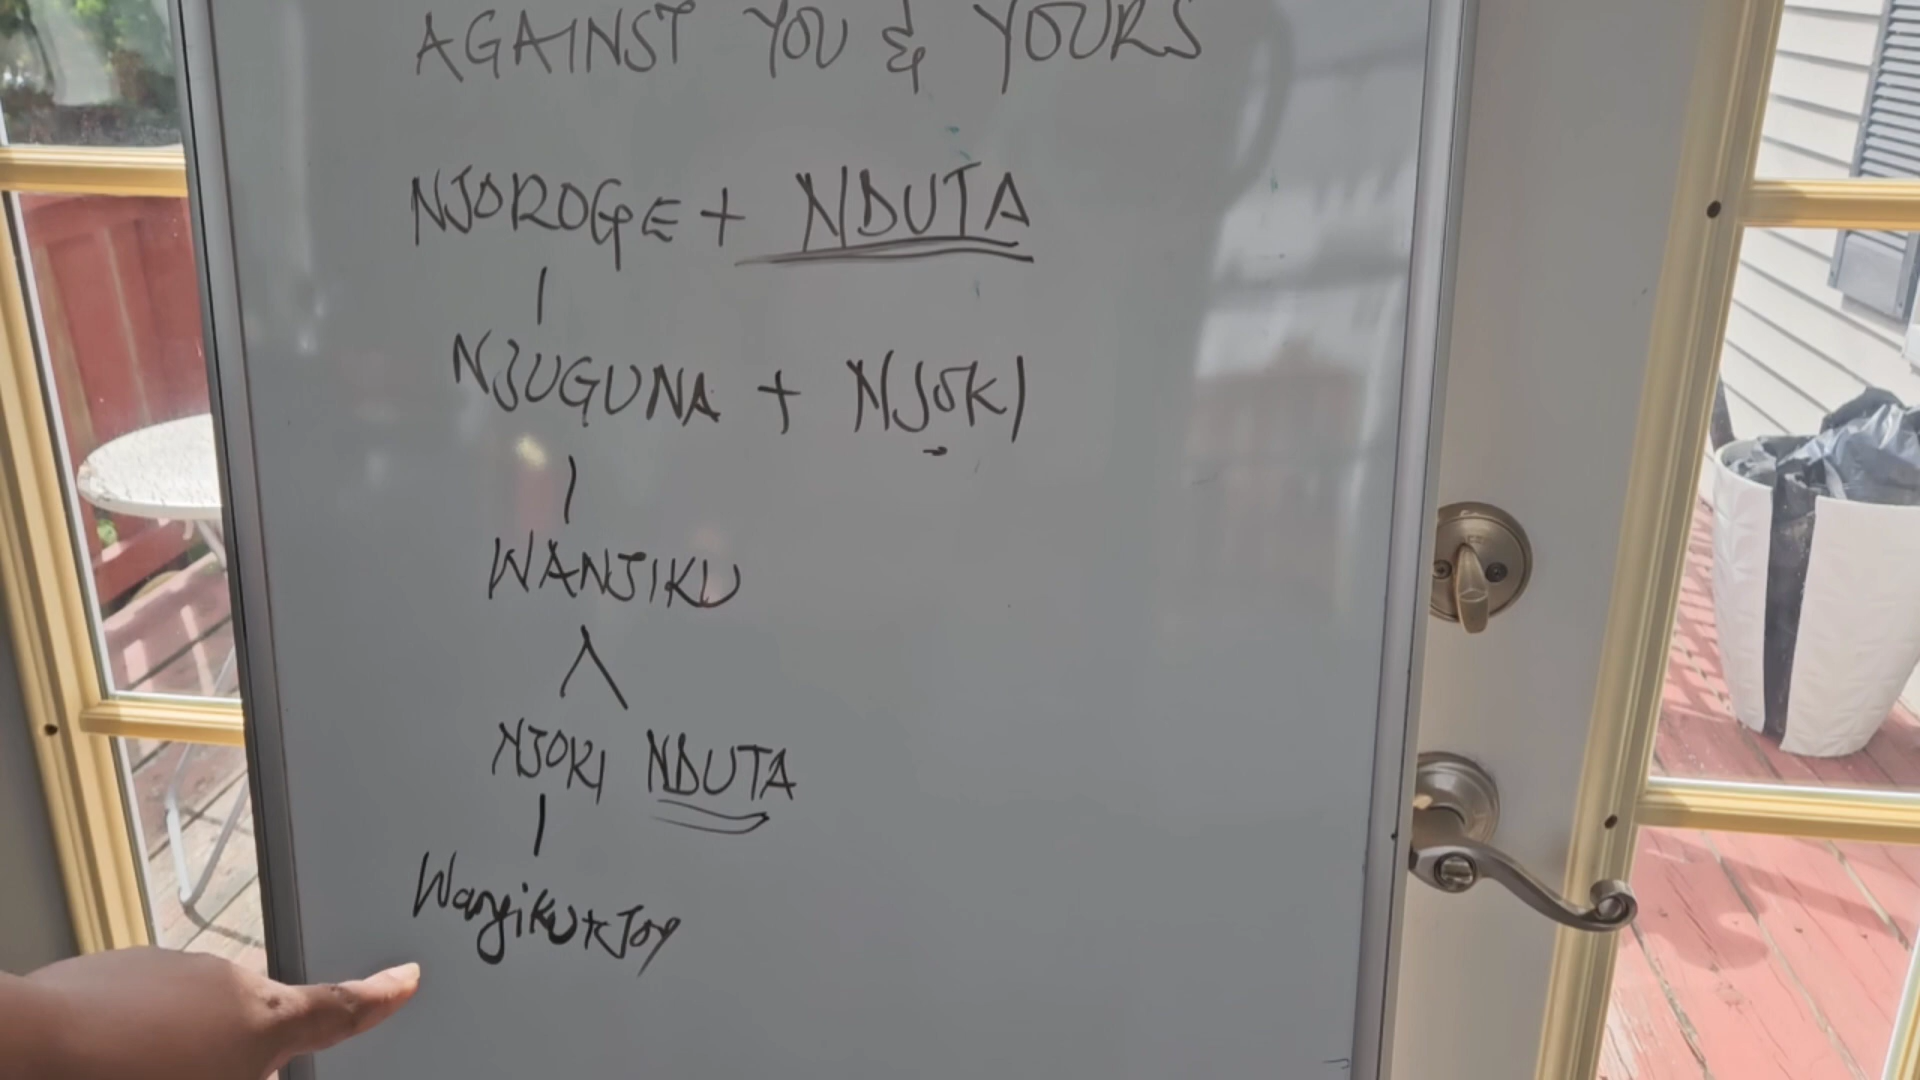 AGAINST YOU & YOURS
NJOROGE + NDUTA
NJUGUNA + NJOKI
WANJIKU
NJOKI NDUTA
Wanjiku + Joy